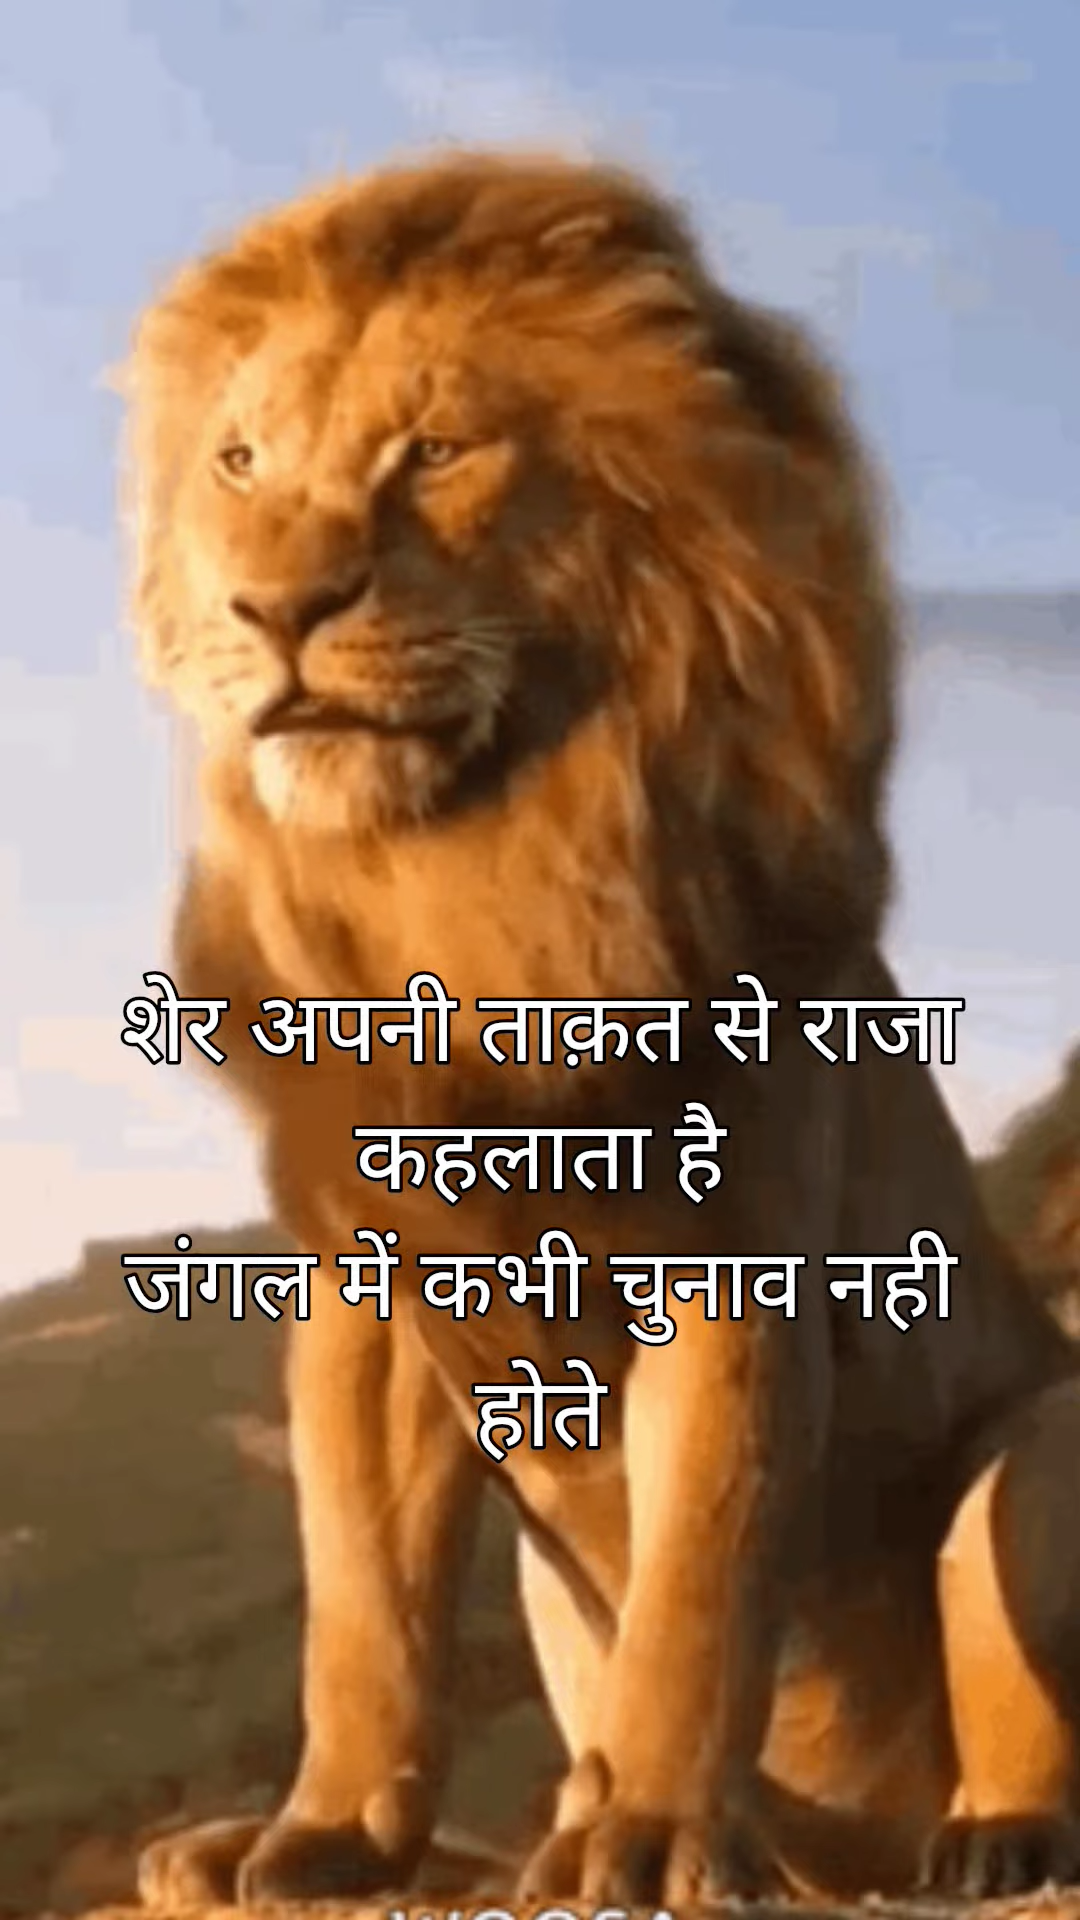 शेर अपनी ताक़त से राजा
कहलाता है
जंगल में कभी चुनाव नही
होते